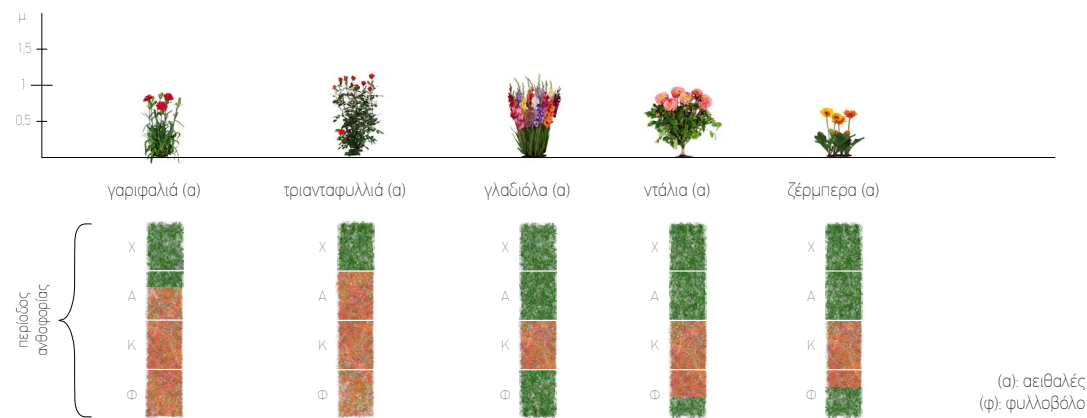 μ
1,5
1
0,5
γαριφαλιά (α) τριανταφυλλιά (α) γλαδιόλα (α) ντάλια (α) ζέρμπερα (α)
περίοδος
ανθοφορίας
Χ Χ Χ Χ Χ
Α Α Α Α Α
Κ Κ Κ Κ Κ
Φ Φ Φ Φ Φ
(α): αειθαλές
(φ): φυλλοβόλο